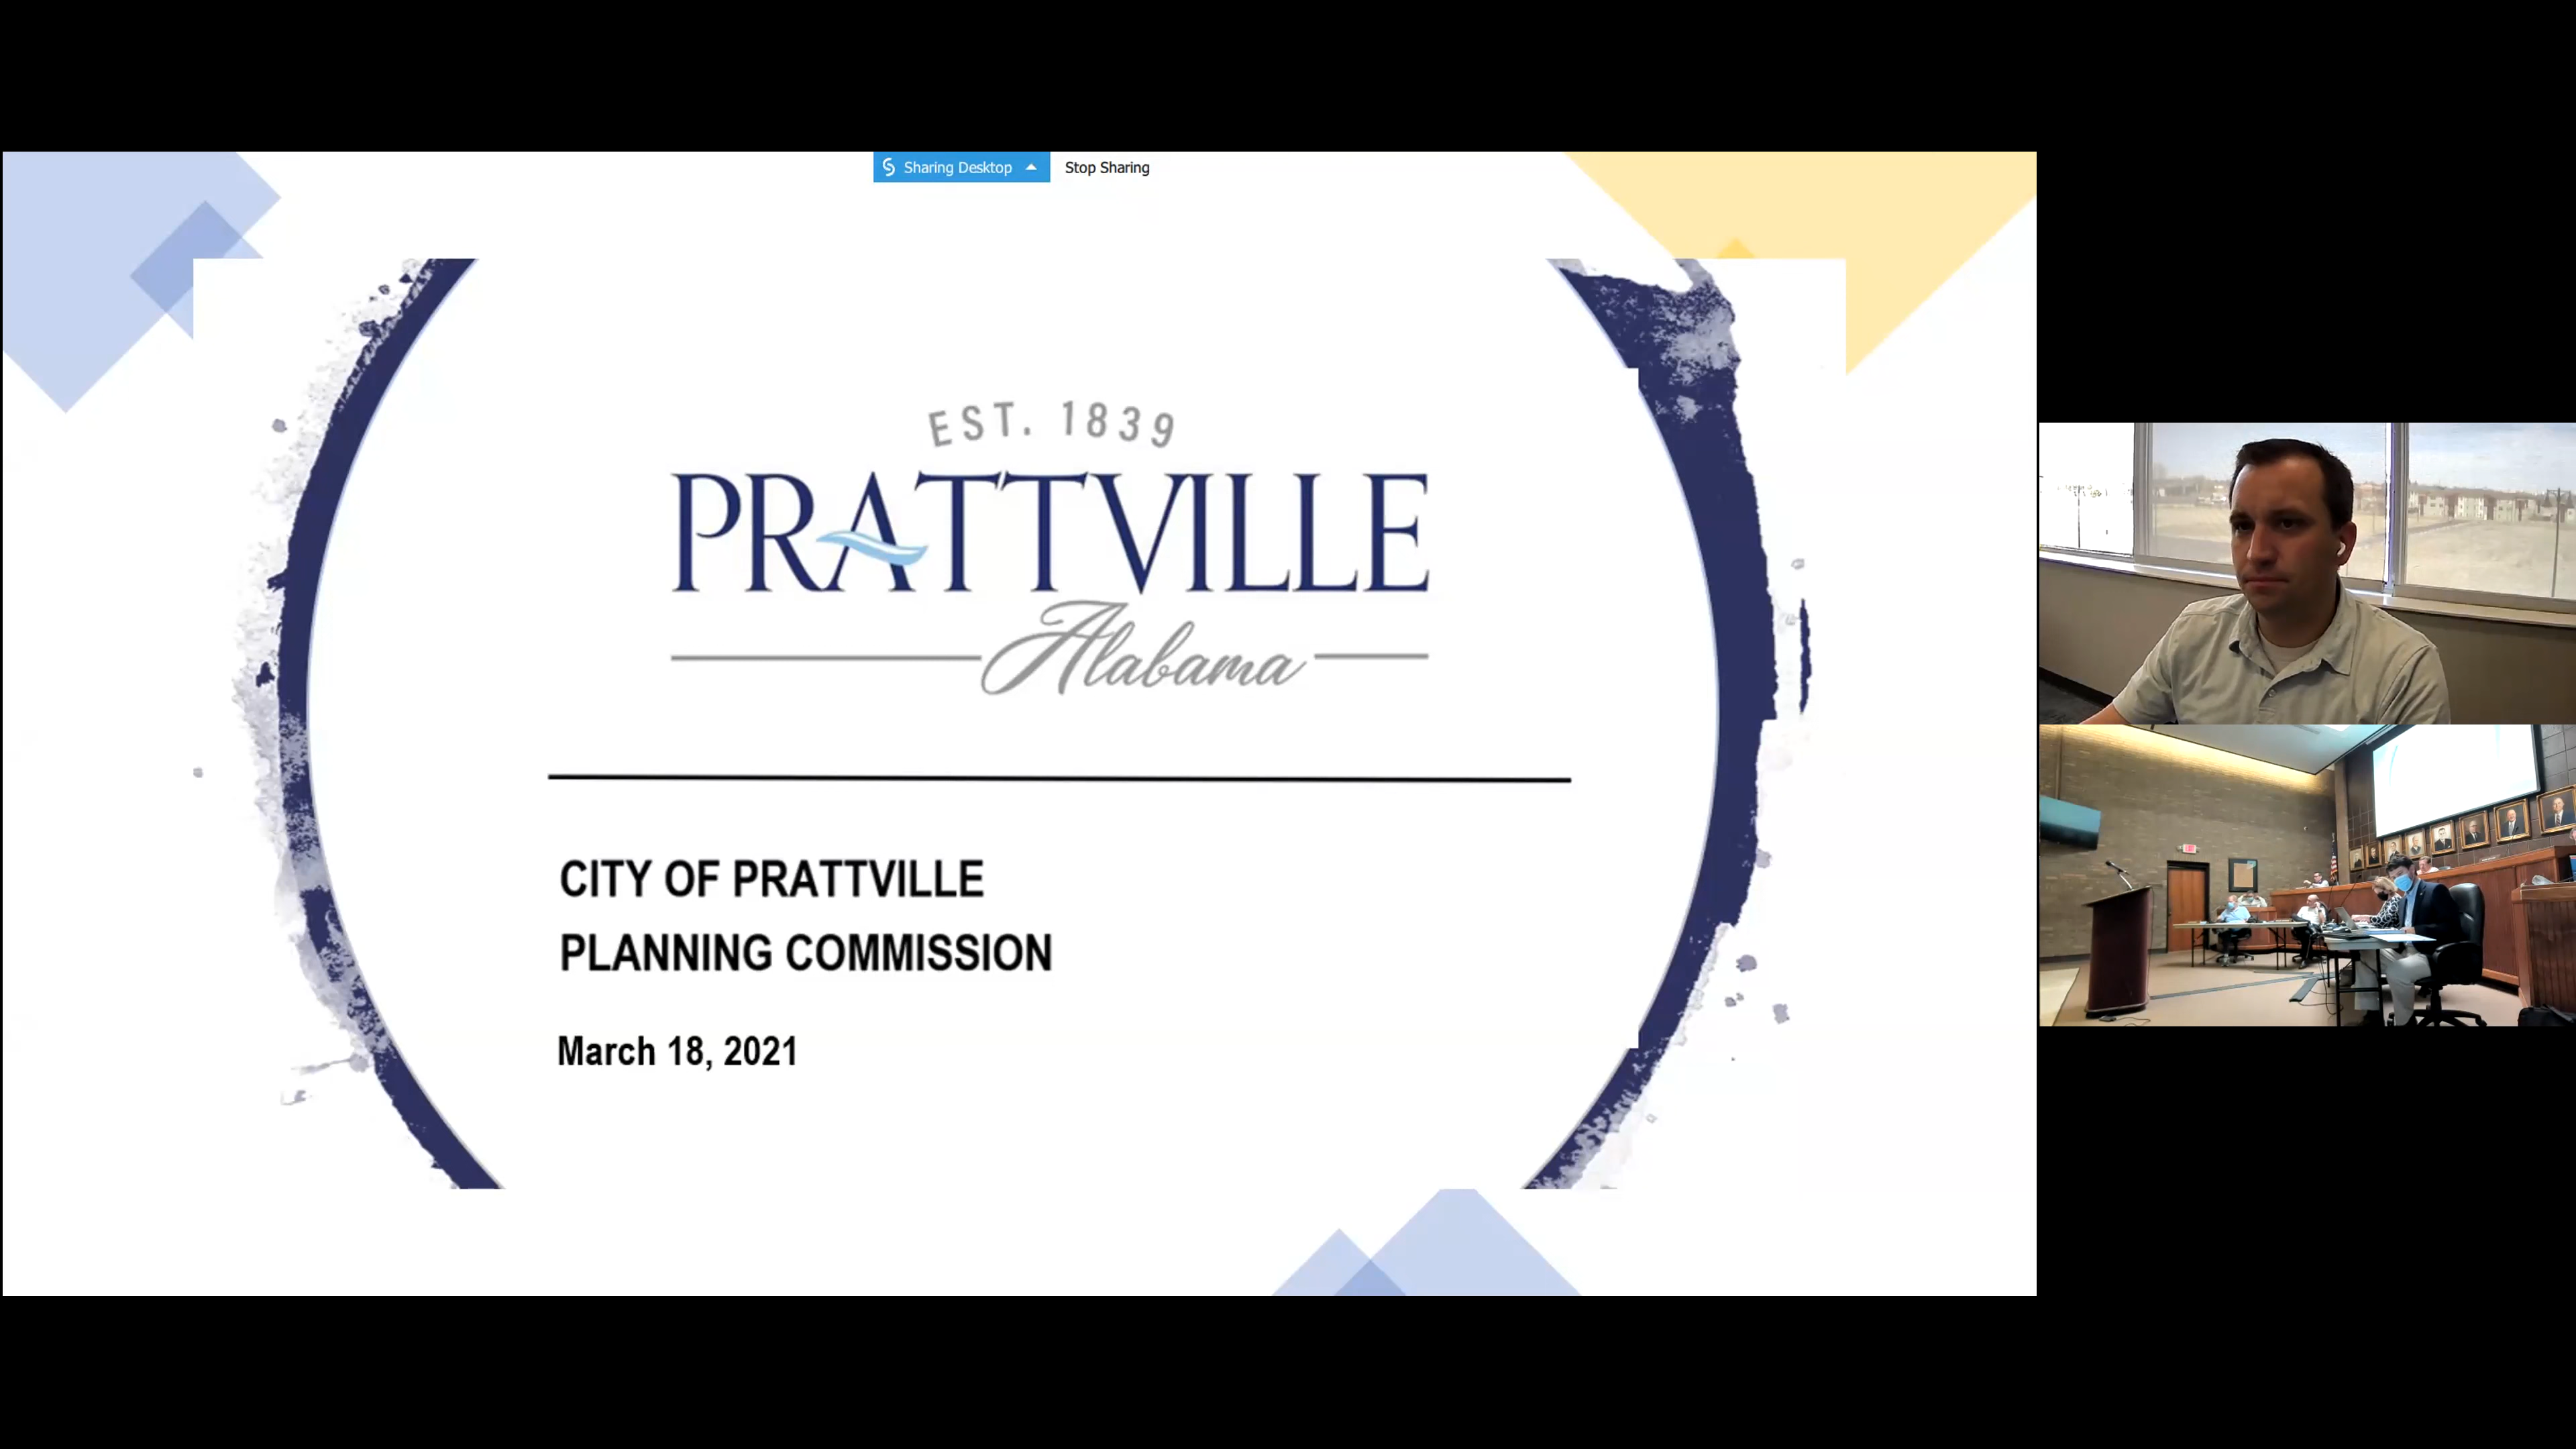 Sharing Desktop Stop Sharing
EST. 1839
PRATTVILLE
Alabama
CITY OF PRATTVILLE
PLANNING COMMISSION
March 18, 2021